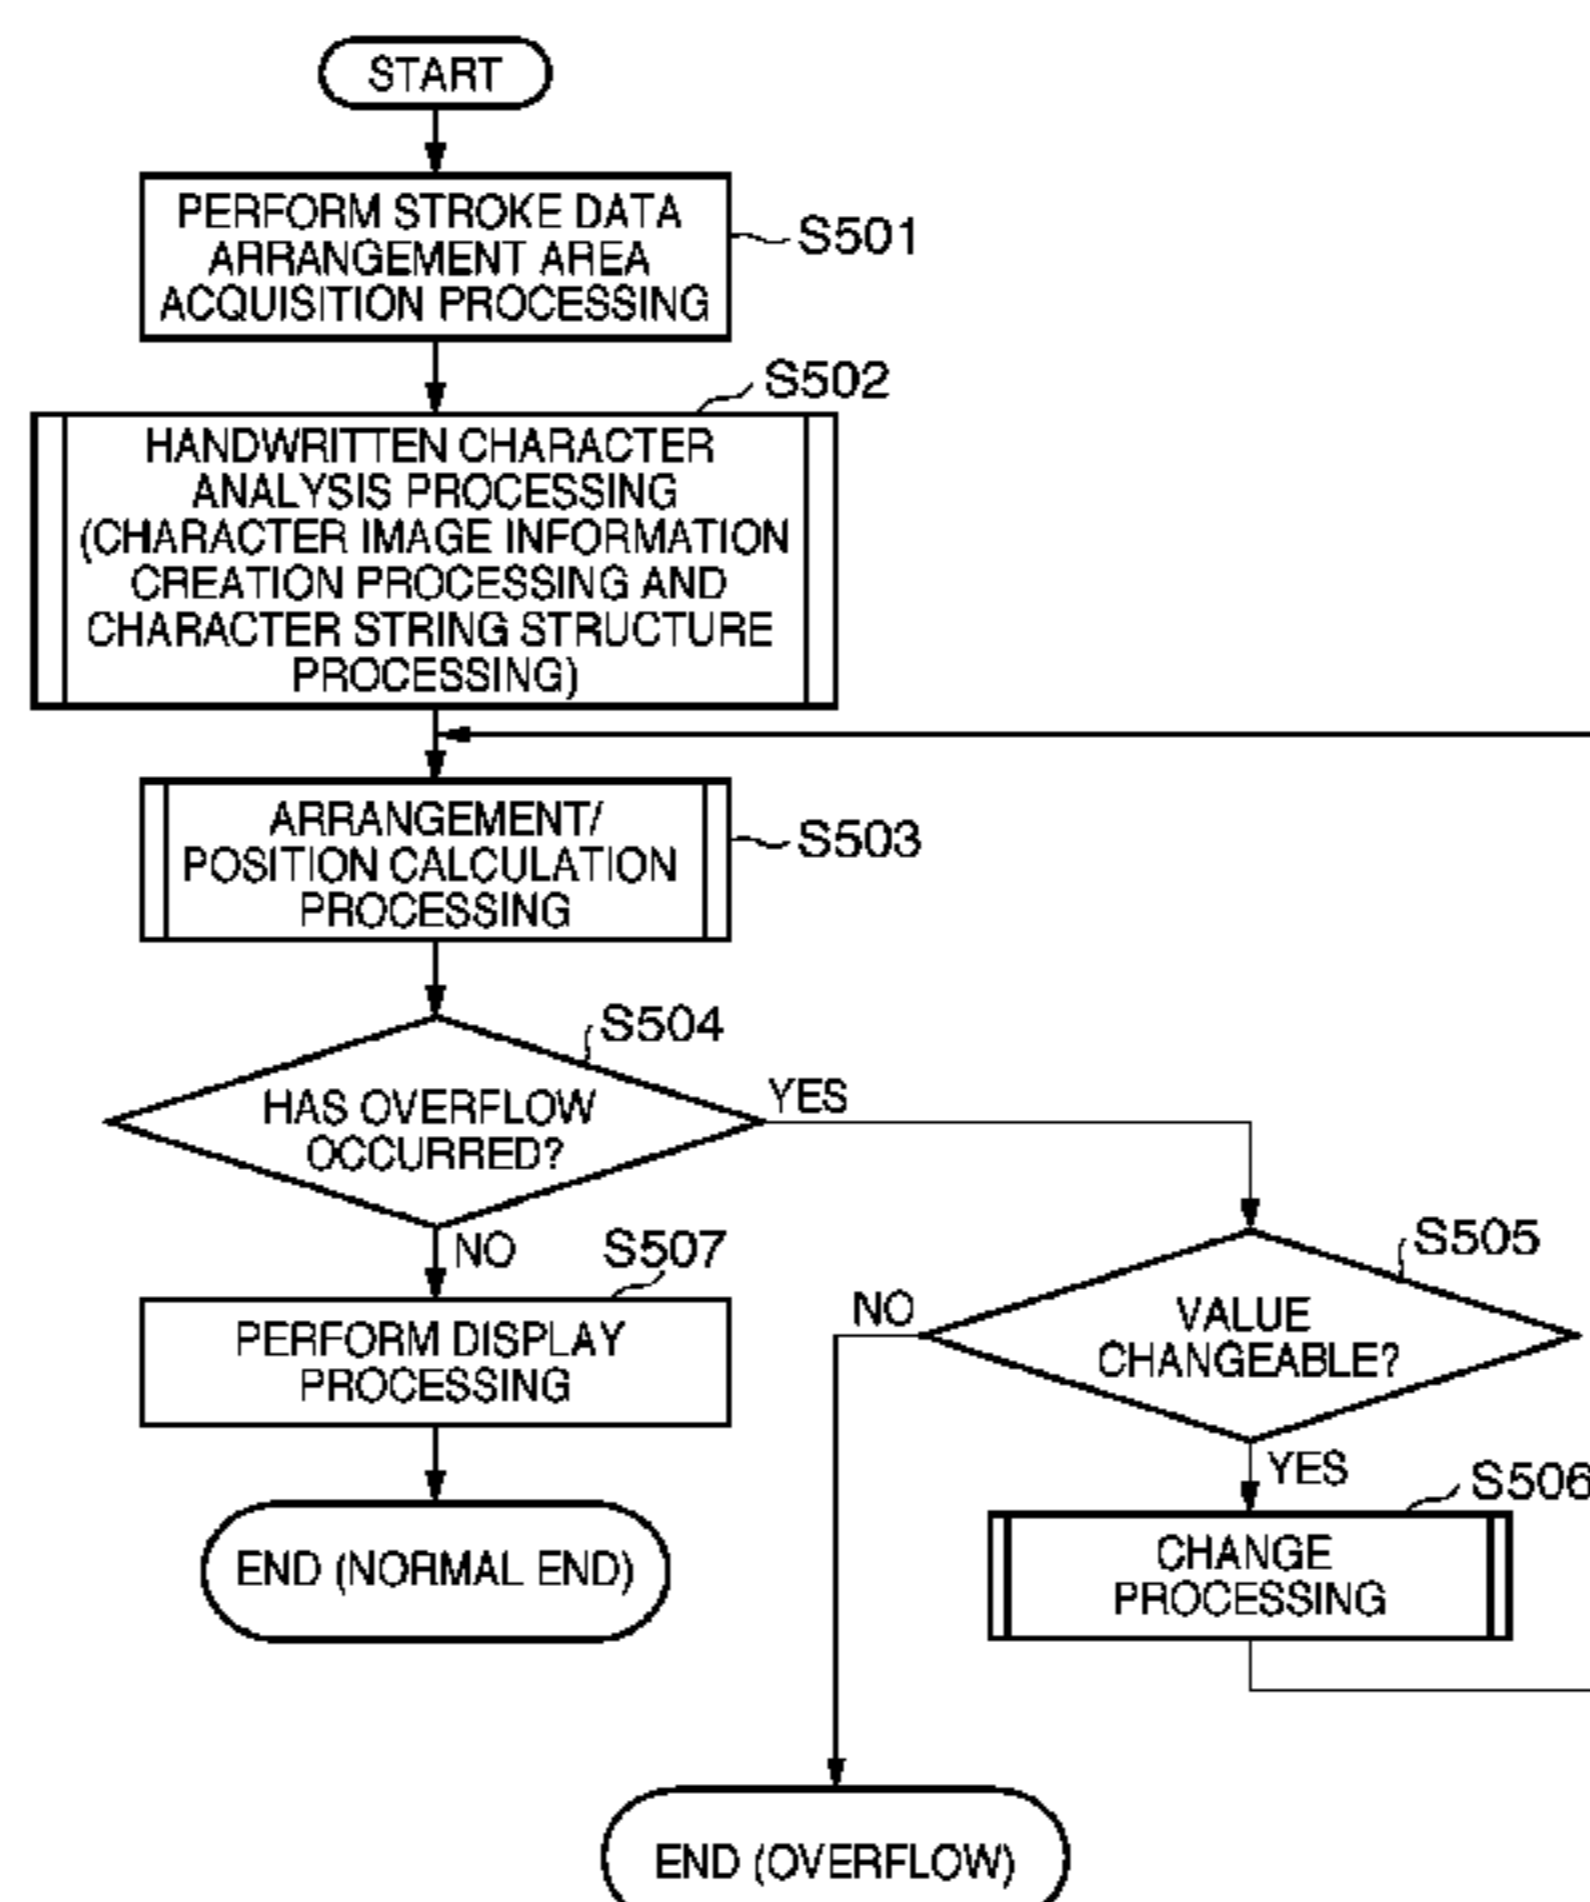 START
PERFORM STROKE DATA
ARRANGEMENT AREA
ACQUISITION PROCESSING
S501
S502
HANDWRITTEN CHARACTER
ANALYSIS PROCESSING
(CHARACTER IMAGE INFORMATION
CREATION PROCESSING AND
CHARACTER STRING STRUCTURE
PROCESSING)
ARRANGEMENT/
POSITION CALCULATION
PROCESSING
S503
S504
HAS OVERFLOW
OCCURRED?
YES
NO
S507
PERFORM DISPLAY
PROCESSING
END (NORMAL END)
S505
VALUE
CHANGEABLE?
NO
YES
S506
CHANGE
PROCESSING
END (OVERFLOW)